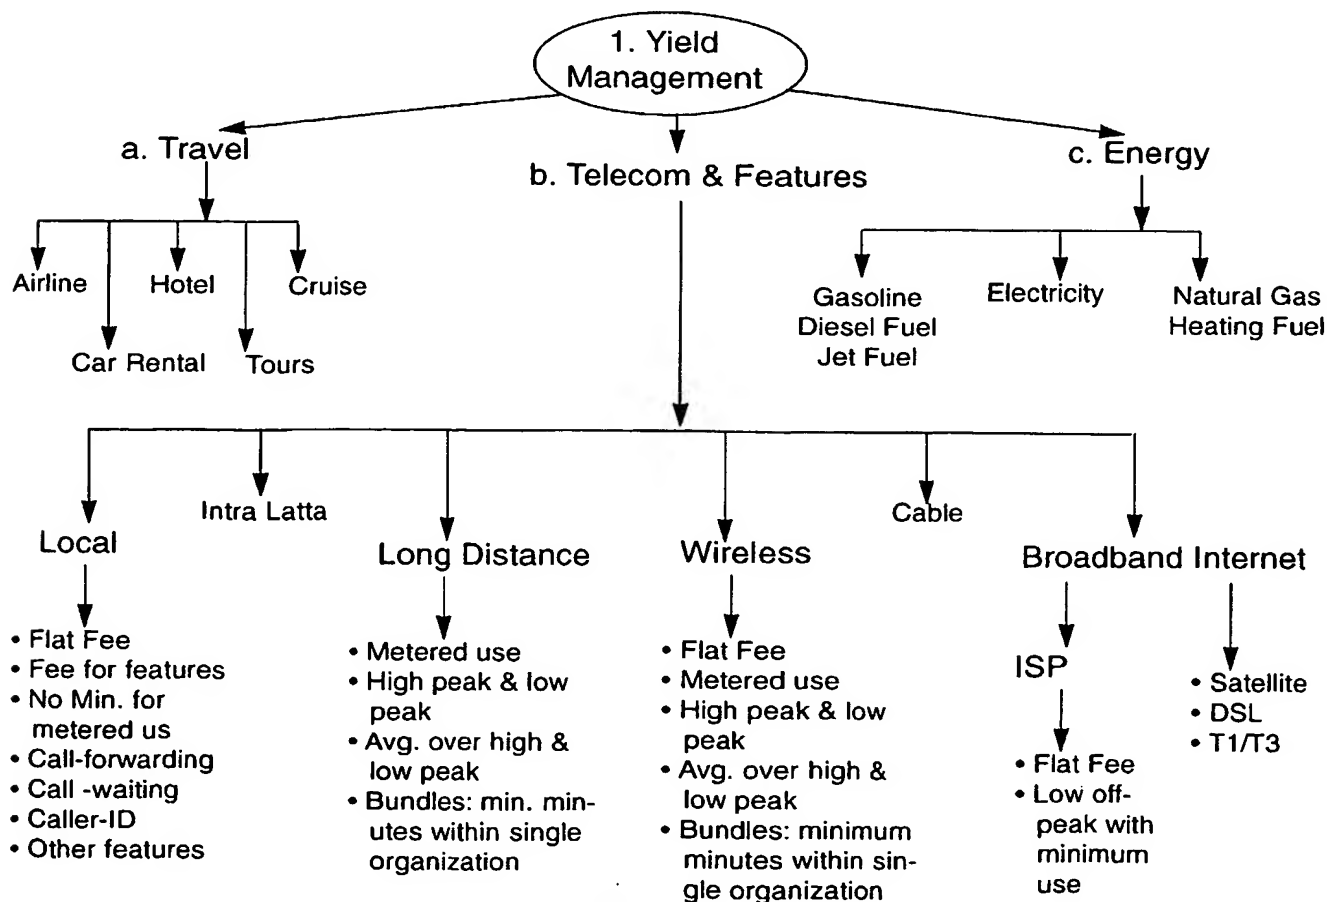 1. Yield
Management
a. Travel
b. Telecom & Features
c. Energy
Airline
Hotel
Cruise
Car Rental
Tours
Gasoline
Diesel Fuel
Jet Fuel
Electricity
Natural Gas
Heating Fuel
Local
Intra Latta
Long Distance
Wireless
Cable
Broadband Internet
• Flat Fee
• Fee for features
• No Min. for
metered us
• Call-forwarding
• Call -waiting
• Caller-ID
• Other features
• Metered use
• High peak & low
peak
• Avg. over high &
low peak
• Bundles: min. min-
utes within single
organization
• Flat Fee
• Metered use
• High peak & low
peak
• Avg. over high &
low peak
• Bundles: minimum
minutes within sin-
gle organization
ISP
• Flat Fee
• Low off-
peak with
minimum
use
• Satellite
• DSL
• T1/T3